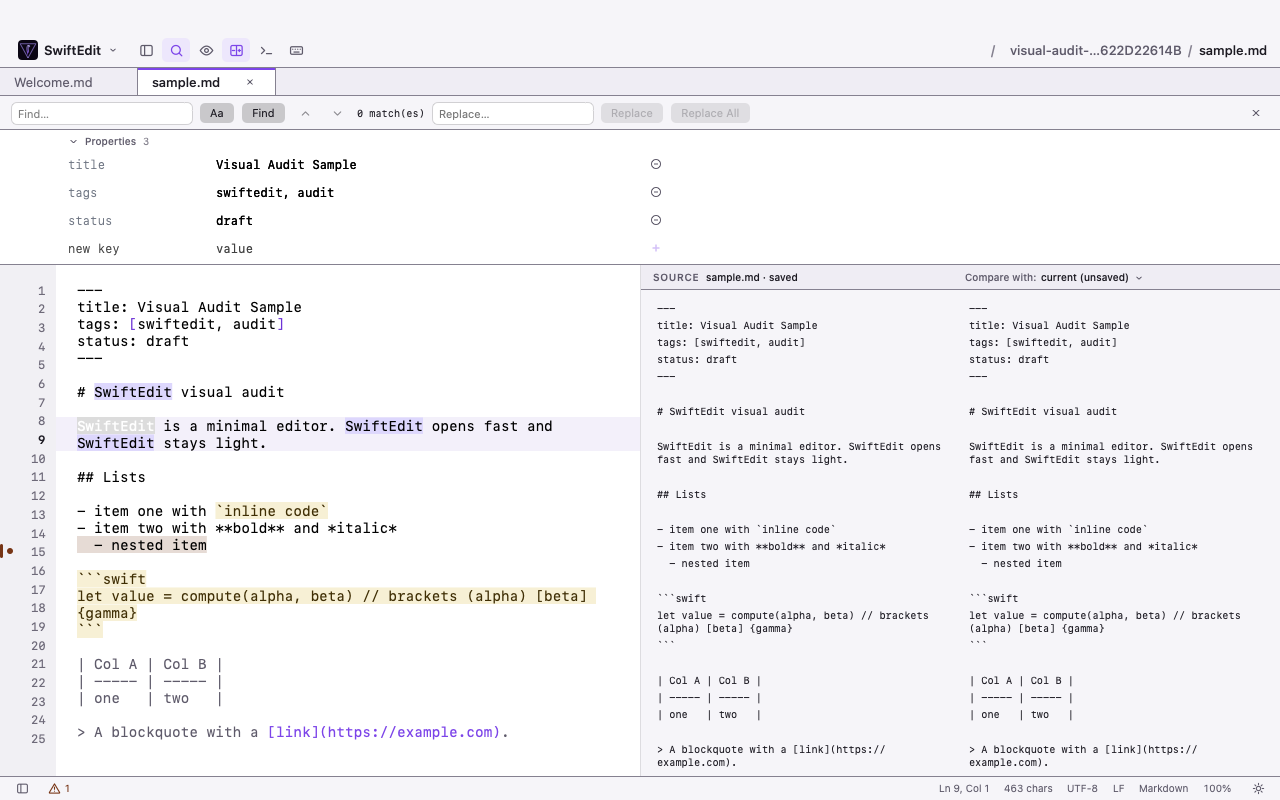 SwiftEdit
/ visual-audit-...622D22614B / sample.md
Welcome.md
sample.md ×
Find...
Aa
Find
0 match(es)
Replace...
Replace
Replace All
×
Properties 3
title Visual Audit Sample
tags swiftedit, audit
status draft
new key value +
1
2
3
4
5
6
7
8
9
10
11
12
13
14
15
16
17
18
19
20
21
22
23
24
25
---
title: Visual Audit Sample
tags: [swiftedit, audit]
status: draft
---
# SwiftEdit visual audit
SwiftEdit is a minimal editor. SwiftEdit opens fast and
SwiftEdit stays light.
## Lists
- item one with `inline code`
- item two with **bold** and *italic*
  - nested item
```swift
let value = compute(alpha, beta) // brackets (alpha) [beta]
{gamma}
```
| Col A | Col B |
| ----- | ----- |
| one   | two   |
> A blockquote with a [link](https://example.com).
SOURCE sample.md · saved
---
title: Visual Audit Sample
tags: [swiftedit, audit]
status: draft
---
# SwiftEdit visual audit
SwiftEdit is a minimal editor. SwiftEdit opens
fast and SwiftEdit stays light.
## Lists
- item one with `inline code`
- item two with **bold** and *italic*
  - nested item
```swift
let value = compute(alpha, beta) // brackets
(alpha) [beta] {gamma}
```
| Col A | Col B |
| ----- | ----- |
| one   | two   |
> A blockquote with a [link](https://
example.com).
Compare with: current (unsaved)
---
title: Visual Audit Sample
tags: [swiftedit, audit]
status: draft
---
# SwiftEdit visual audit
SwiftEdit is a minimal editor. SwiftEdit opens
fast and SwiftEdit stays light.
## Lists
- item one with `inline code`
- item two with **bold** and *italic*
  - nested item
```swift
let value = compute(alpha, beta) // brackets
(alpha) [beta] {gamma}
```
| Col A | Col B |
| ----- | ----- |
| one   | two   |
> A blockquote with a [link](https://
example.com).
1
Ln 9, Col 1 463 chars UTF-8 LF Markdown 100%